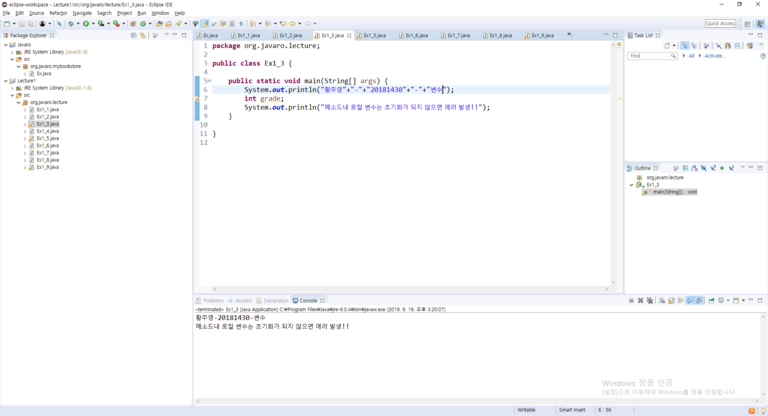 eclipse-workspace - Lecture1/src/org/javaro/lecture/Ex1_3.java - Eclipse IDE
File Edit Source Refactor Navigate Search Project Run Window Help
Quick Access
Package Explorer
Javaro
JRE System Library [JavaSE-9]
src
org.javaro.mybookstore
Ex.java
Lecture1
JRE System Library [JavaSE-1.8]
src
org.javaro.lecture
Ex1_1.java
Ex1_2.java
Ex1_3.java
Ex1_4.java
Ex1_5.java
Ex1_6.java
Ex1_7.java
Ex1_8.java
Ex1_9.java
Ex.java Ex1_1.java Ex1_2.java Ex1_3.java Ex1_5.java Ex1_6.java Ex1_7.java Ex1_8.java Ex1_9.java
1 package org.javaro.lecture;
2
3 public class Ex1_3 {
4
5 public static void main(String[] args) {
6 System.out.println("황주영"+"-"+"20181430"+"-"+"변수");
7 int grade;
8 System.out.println("메소드내 로컬 변수는 초기화가 되지 않으면 에러 발생!!");
9 }
10
11 }
12
Task List
Find All Activate...
Outline
org.javaro.lecture
Ex1_3
main(String[]) : void
Problems Javadoc Declaration Console
<terminated> Ex1_3 [Java Application] C:\Program Files\Java\jre-9.0.4\bin\javaw.exe (2019. 9. 19. 오후 3:20:07)
황주영-20181430-변수
메소드내 로컬 변수는 초기화가 되지 않으면 에러 발생!!
Windows 정품 인증
[설정]으로 이동하여 Windows를 정품 인증합니다.
Writable Smart Insert 6 : 56